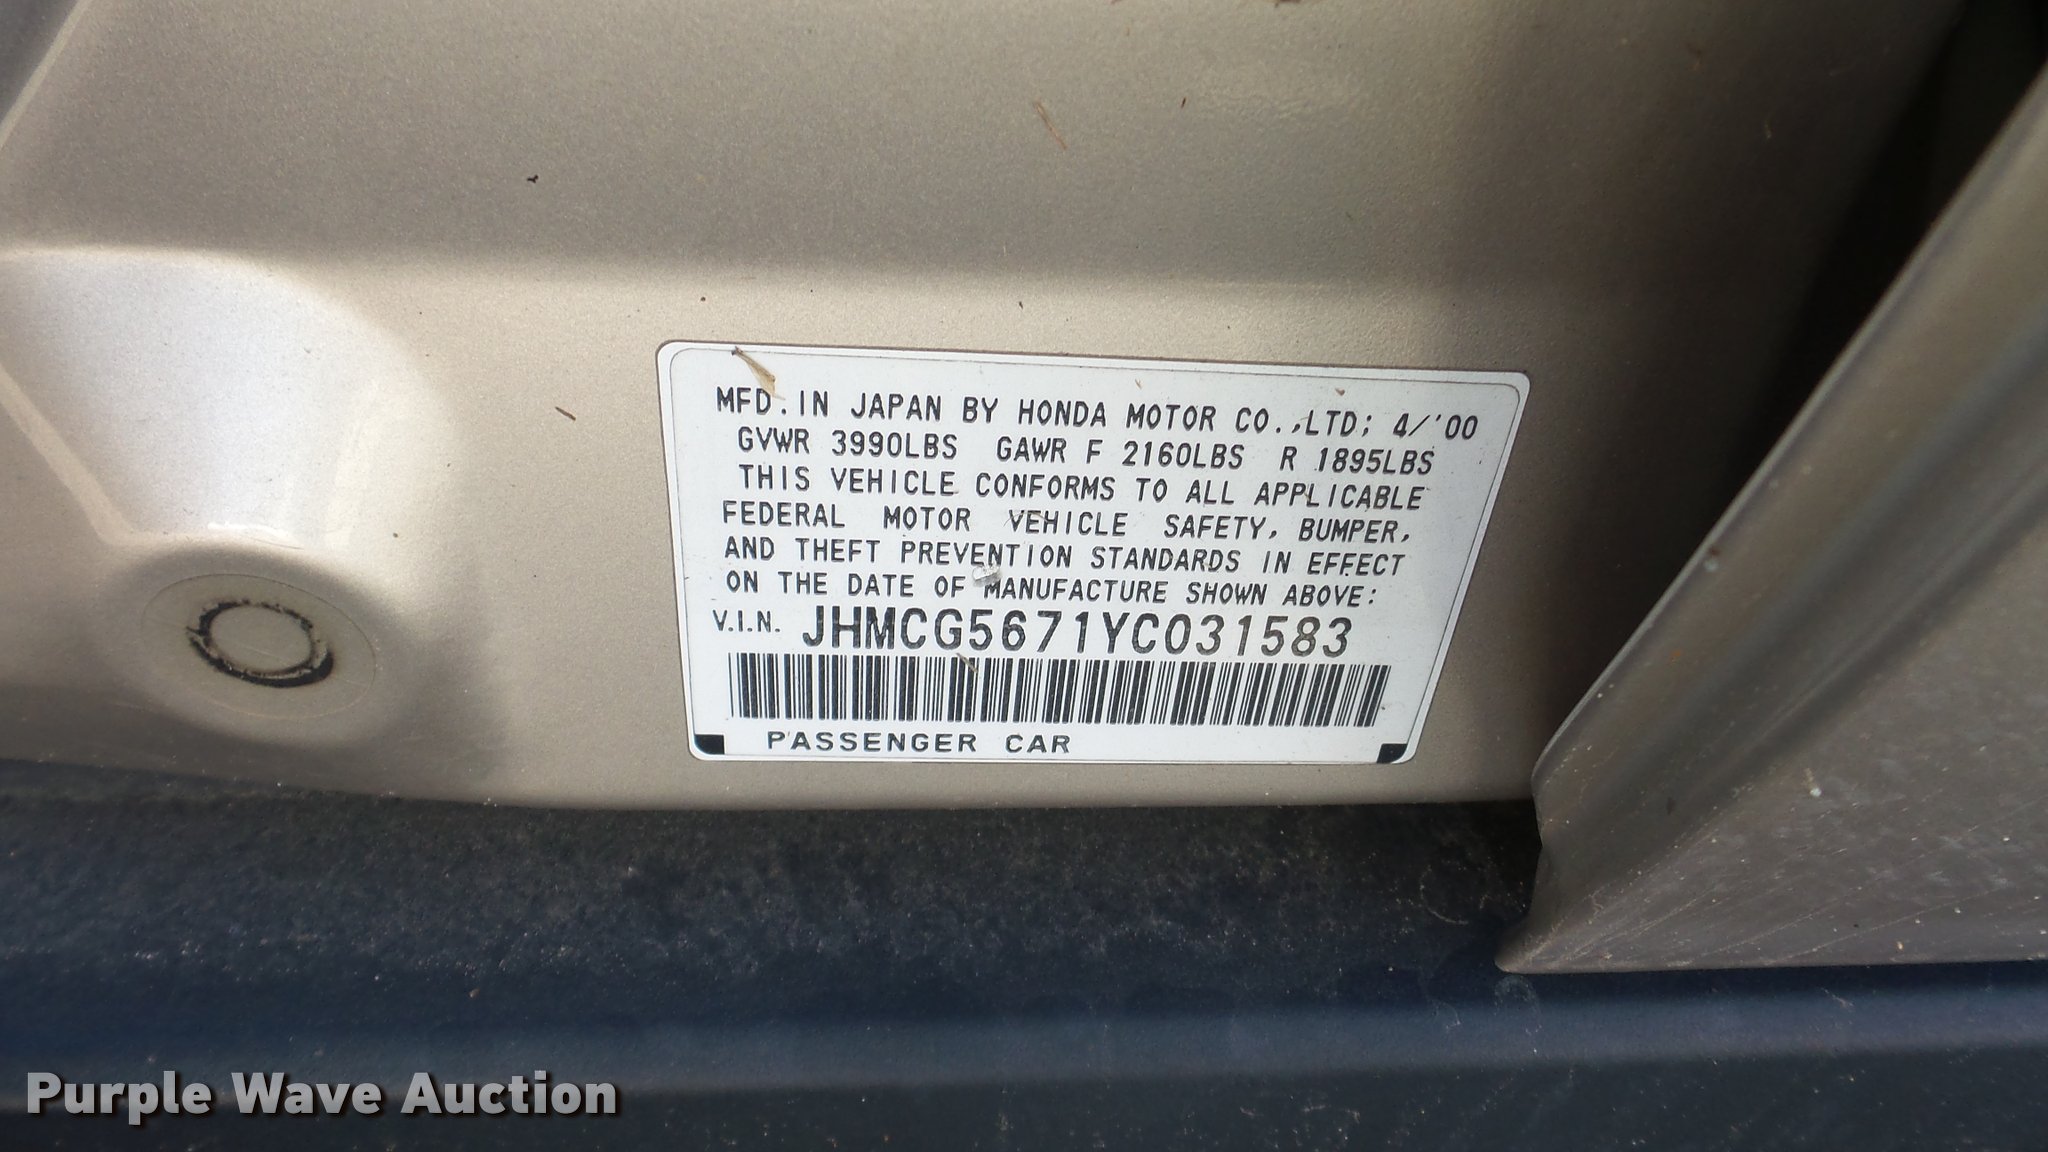 MFD. IN JAPAN BY HONDA MOTOR CO.,LTD; 4/'00
GVWR 3990LBS GAWR F 2160LBS R 1895LBS
THIS VEHICLE CONFORMS TO ALL APPLICABLE
FEDERAL MOTOR VEHICLE SAFETY, BUMPER,
AND THEFT PREVENTION STANDARDS IN EFFECT
ON THE DATE OF MANUFACTURE SHOWN ABOVE:
V.I.N. JHMCG5671YC031583
PASSENGER CAR
Purple Wave Auction